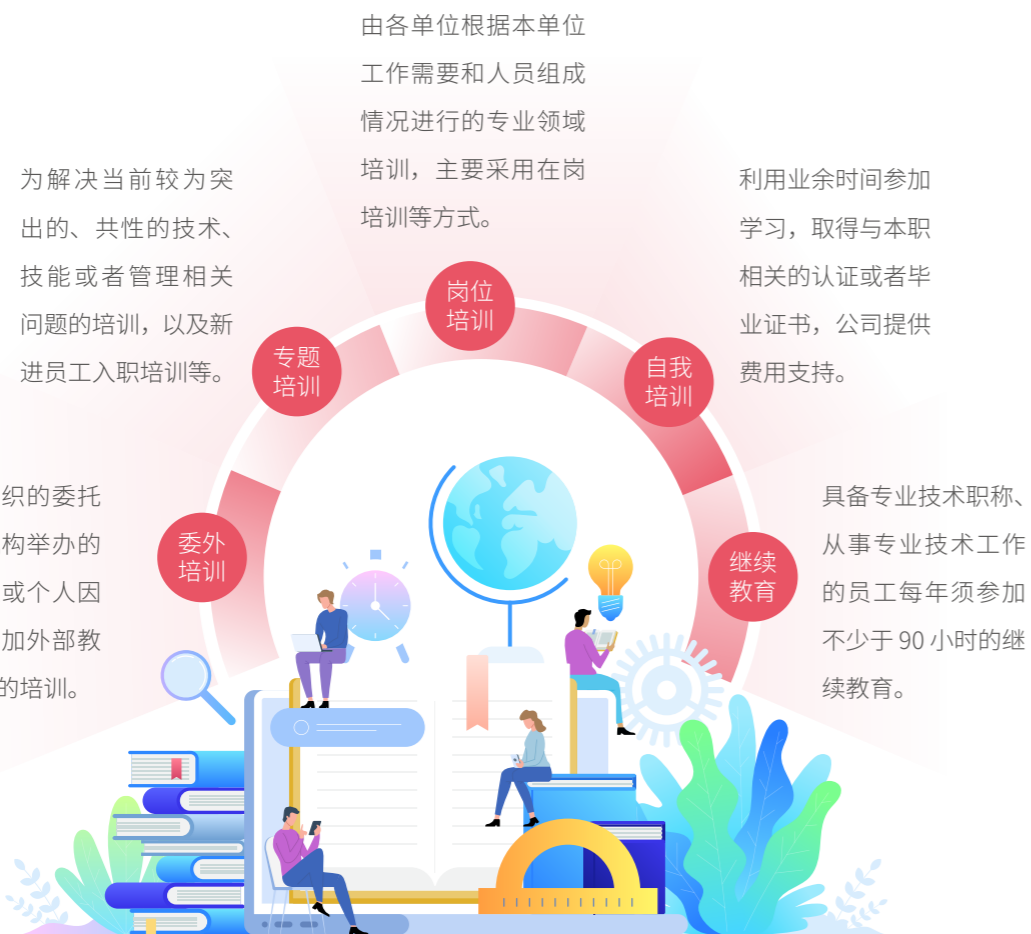 由各单位根据本单位
工作需要和人员组成
情况进行的专业领域
培训，主要采用在岗
培训等方式。
为解决当前较为突
出的、共性的技术、
技能或者管理相关
问题的培训，以及新
进员工入职培训等。
利用业余时间参加
学习，取得与本职
相关的认证或者毕
业证书，公司提供
费用支持。
岗位
培训
专题
培训
自我
培训
织的委托
构举办的
或个人因
加外部教
的培训。
委外
培训
继续
教育
具备专业技术职称、
从事专业技术工作
的员工每年须参加
不少于 90 小时的继
续教育。